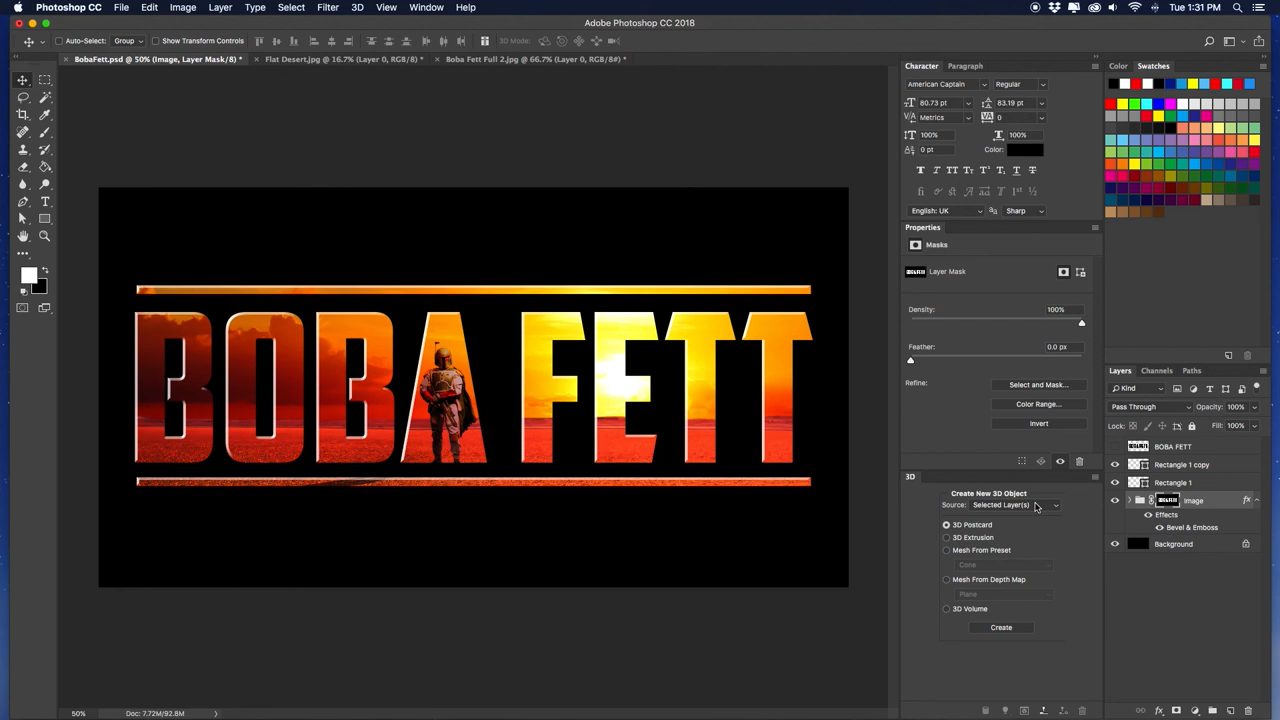 Photoshop CC File Edit Image Layer Type Select Filter 3D View Window Help
Tue 1:31 PM
Adobe Photoshop CC 2018
Auto-Select: Group Show Transform Controls 3D Mode:
BobaFett.psd @ 50% (Image, Layer Mask/8) * Flat Desert.jpg @ 16.7% (Layer 0, RGB/8) * Boba Fett Full 2.jpg @ 66.7% (Layer 0, RGB/8#) *
BOBA FETT
50% Doc: 7.72M/92.8M
Character Paragraph
American Captain Regular
80.73 pt 83.19 pt
Metrics 0
100% 100%
0 pt Color:
English: UK Sharp
Properties
Masks
Layer Mask
Density: 100%
Feather: 0.0 px
Refine: Select and Mask...
Color Range...
Invert
3D
Create New 3D Object
Source: Selected Layer(s)
3D Postcard
3D Extrusion
Mesh From Preset
Cone
Mesh From Depth Map
Plane
3D Volume
Create
Color Swatches
Layers Channels Paths
Kind
Pass Through Opacity: 100%
Lock: Fill: 100%
BOBA FETT
Rectangle 1 copy
Rectangle 1
Image fx
Effects
Bevel & Emboss
Background